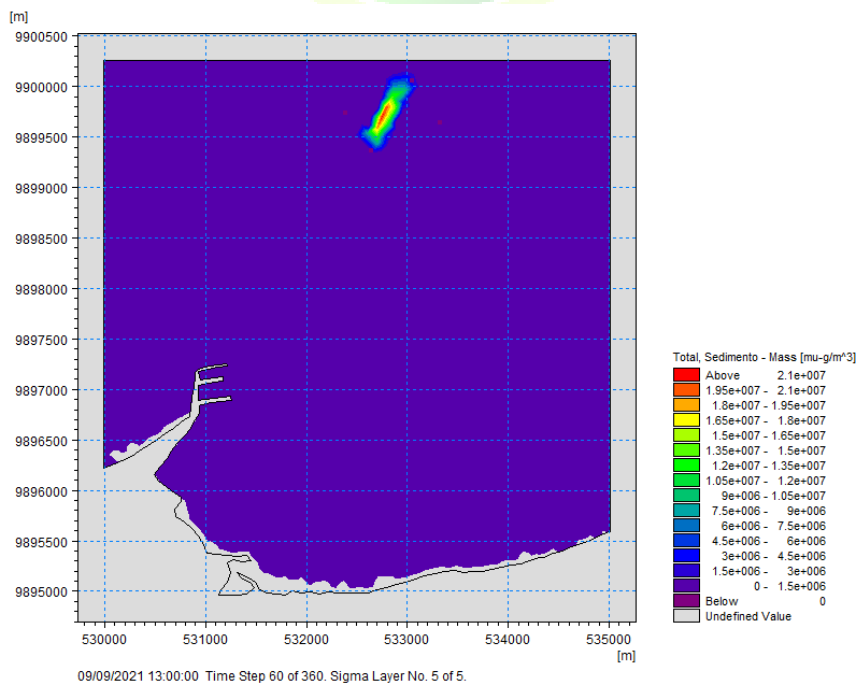 [m]
9900500
9900000
9899500
9899000
9898500
9898000
9897500
9897000
9896500
9896000
9895500
9895000
530000 531000 532000 533000 534000 535000
[m]
09/09/2021 13:00:00 Time Step 60 of 360. Sigma Layer No. 5 of 5.
Total, Sedimento - Mass [mu-g/m^3]
Above 2.1e+007
1.95e+007 - 2.1e+007
1.8e+007 - 1.95e+007
1.65e+007 - 1.8e+007
1.5e+007 - 1.65e+007
1.35e+007 - 1.5e+007
1.2e+007 - 1.35e+007
1.05e+007 - 1.2e+007
9e+006 - 1.05e+007
7.5e+006 - 9e+006
6e+006 - 7.5e+006
4.5e+006 - 6e+006
3e+006 - 4.5e+006
1.5e+006 - 3e+006
0 - 1.5e+006
Below 0
Undefined Value